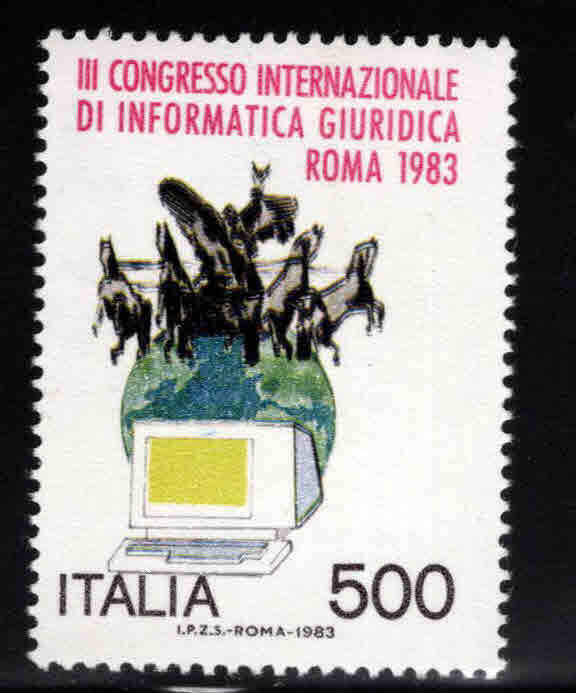 III CONGRESSO INTERNAZIONALE
DI INFORMATICA GIURIDICA
ROMA 1983
ITALIA 500
I.P.Z.S.-ROMA-1983